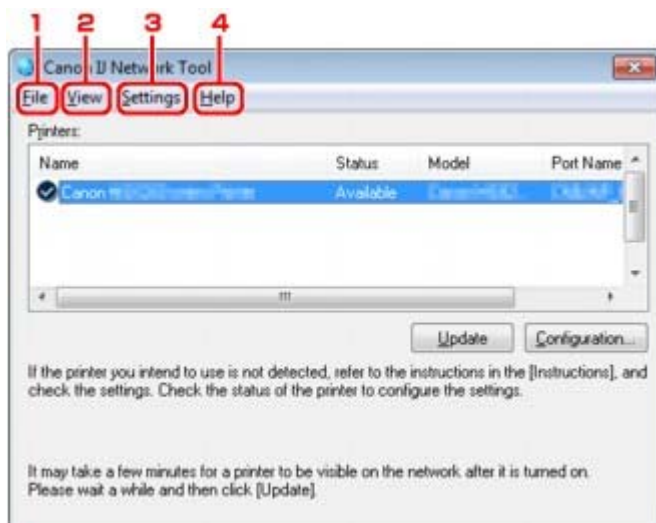 1 2 3 4
Canon IJ Network Tool
File View Settings Help
Printers:
Name Status Model Port Name
Canon Available
Update Configuration...
If the printer you intend to use is not detected, refer to the instructions in the [Instructions], and
check the settings. Check the status of the printer to configure the settings.
It may take a few minutes for a printer to be visible on the network after it is turned on.
Please wait a while and then click [Update]